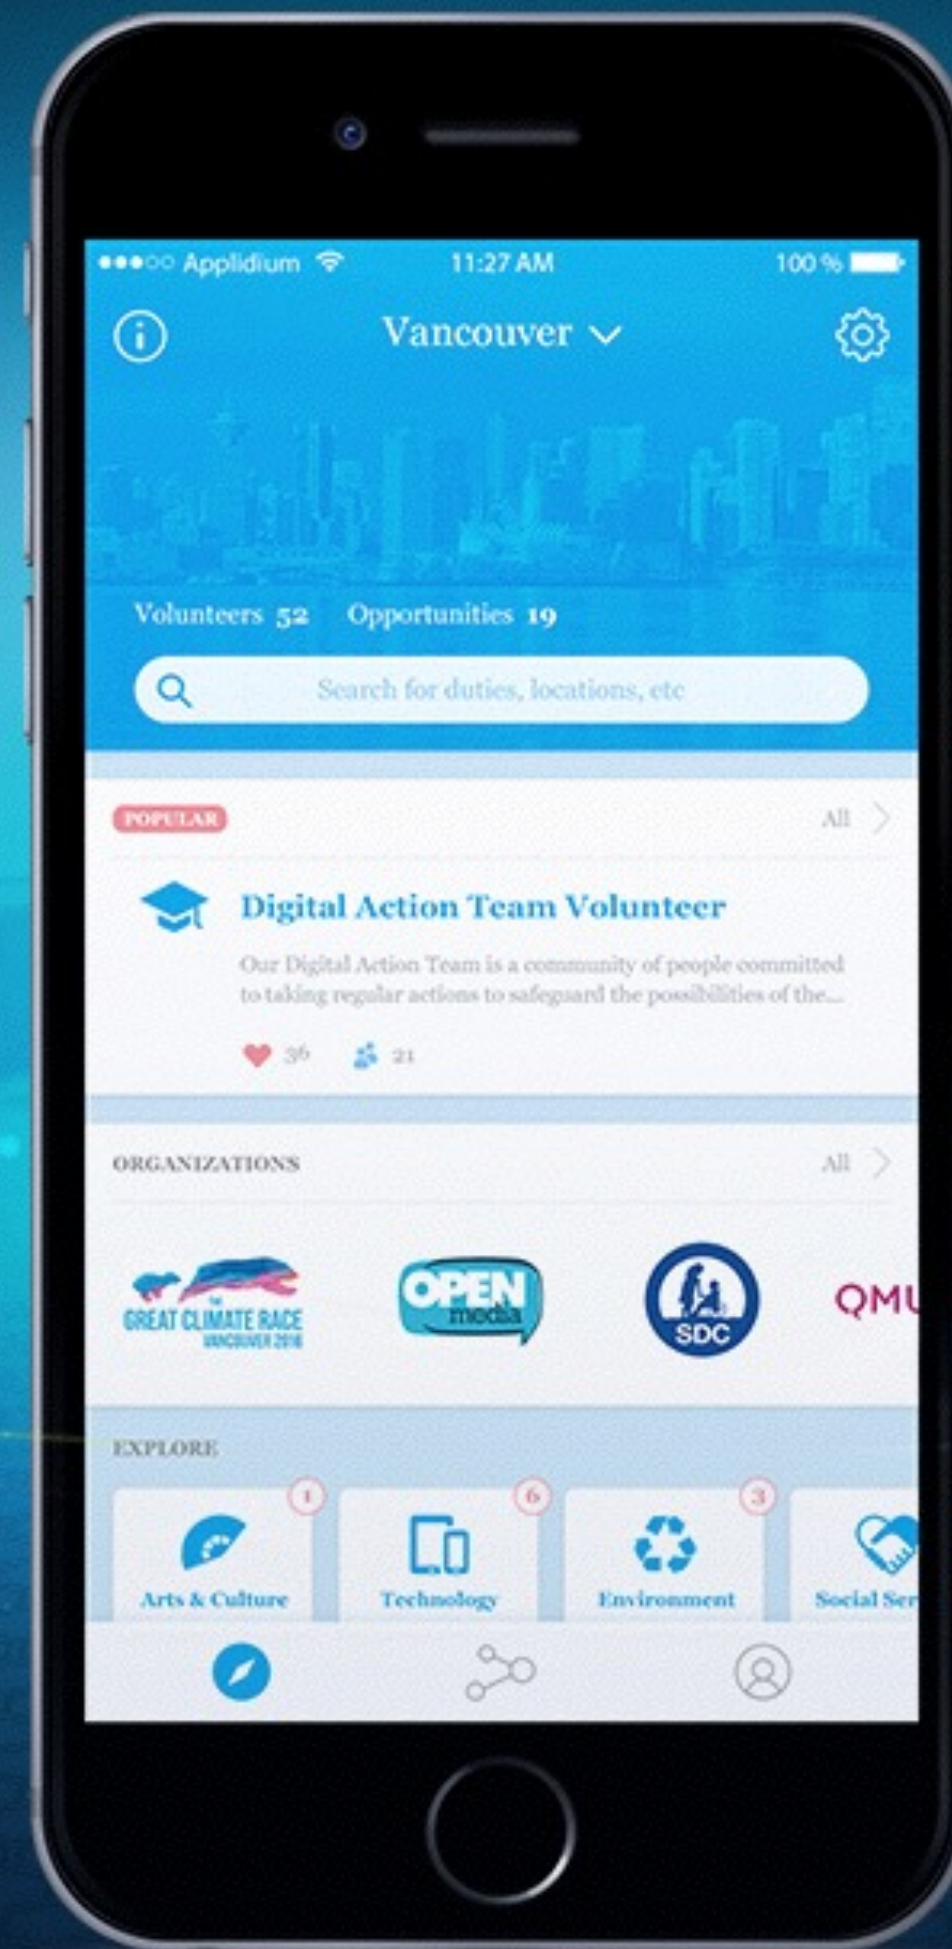 Applidium 11:27 AM 100 %
Vancouver
Volunteers 52 Opportunities 19
Search for duties, locations, etc
POPULAR All
Digital Action Team Volunteer
Our Digital Action Team is a community of people committed
to taking regular actions to safeguard the possibilities of the...
36 21
ORGANIZATIONS All
THE
GREAT CLIMATE RACE
VANCOUVER 2016
OPEN
media
SDC
QMU
EXPLORE
1 6 3
Arts & Culture Technology Environment Social Ser